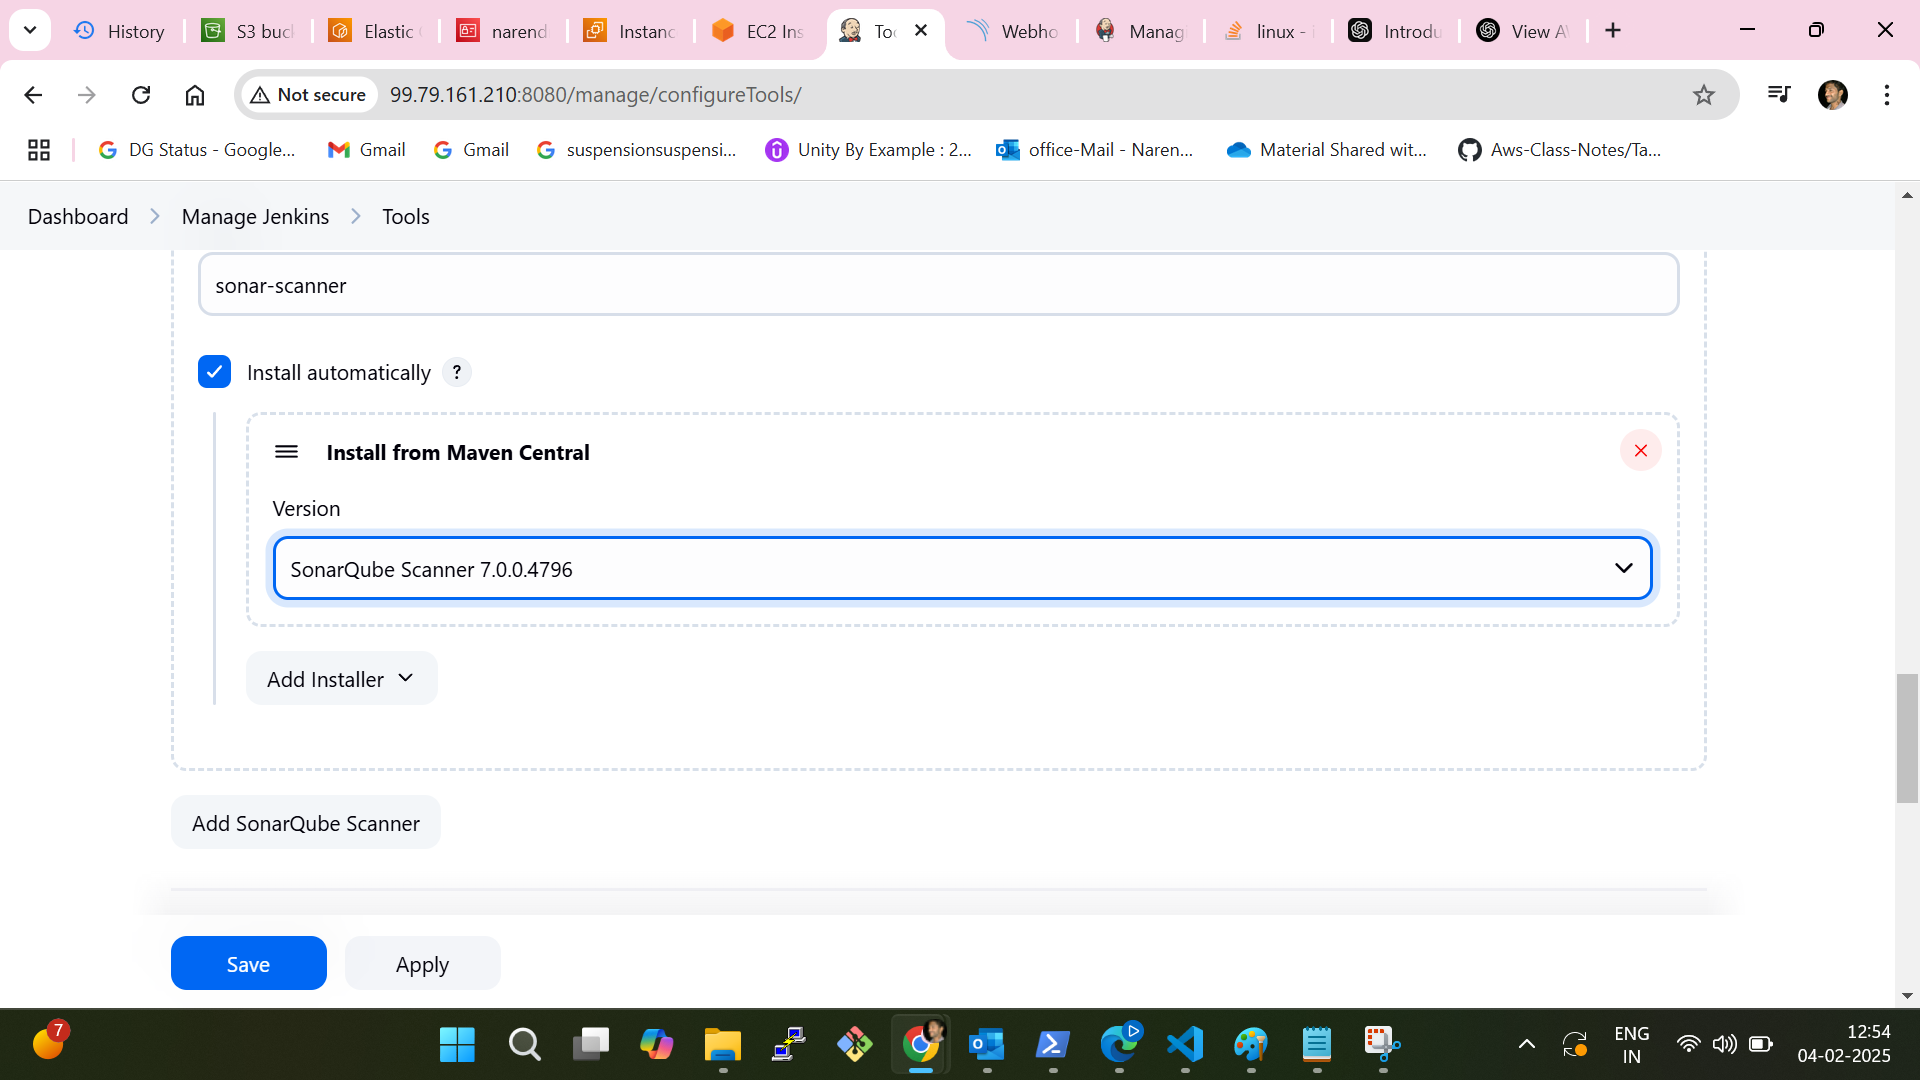 History
S3 buc
Elastic
narend
Instanc
EC2 Ins
Too
Webho
Manag
linux - i
Introdu
View A
Not secure
99.79.161.210:8080/manage/configureTools/
DG Status - Google...
Gmail
Gmail
suspensionsuspensi...
Unity By Example : 2...
office-Mail - Naren...
Material Shared wit...
Aws-Class-Notes/Ta...
Dashboard
Manage Jenkins
Tools
sonar-scanner
Install automatically
?
Install from Maven Central
Version
SonarQube Scanner 7.0.0.4796
Add Installer
Add SonarQube Scanner
Save
Apply
7
ENG
IN
12:54
04-02-2025